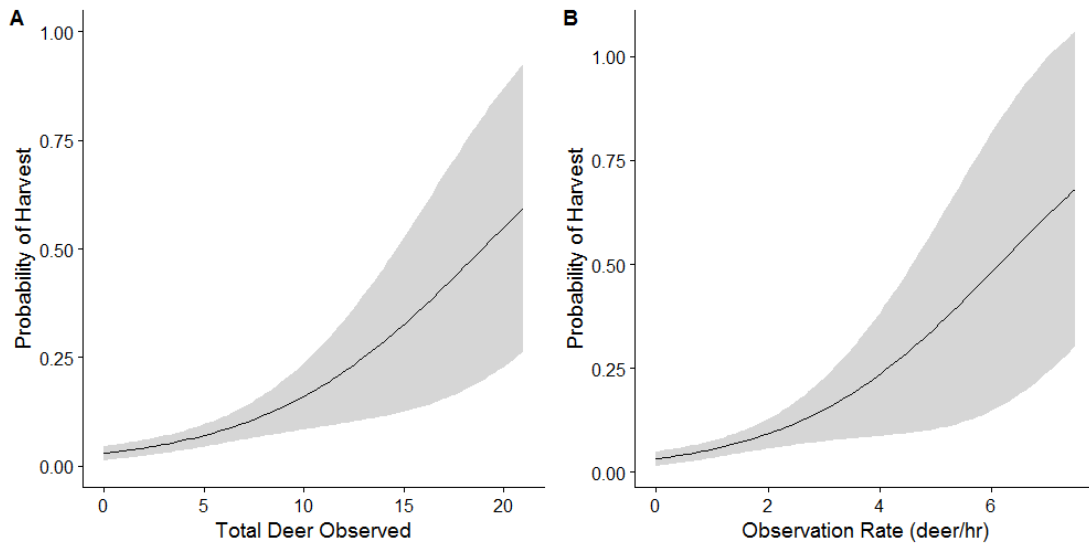 A
Probability of Harvest
1.00
0.75
0.50
0.25
0.00
0 5 10 15 20
Total Deer Observed
B
Probability of Harvest
1.00
0.75
0.50
0.25
0.00
0 2 4 6
Observation Rate (deer/hr)